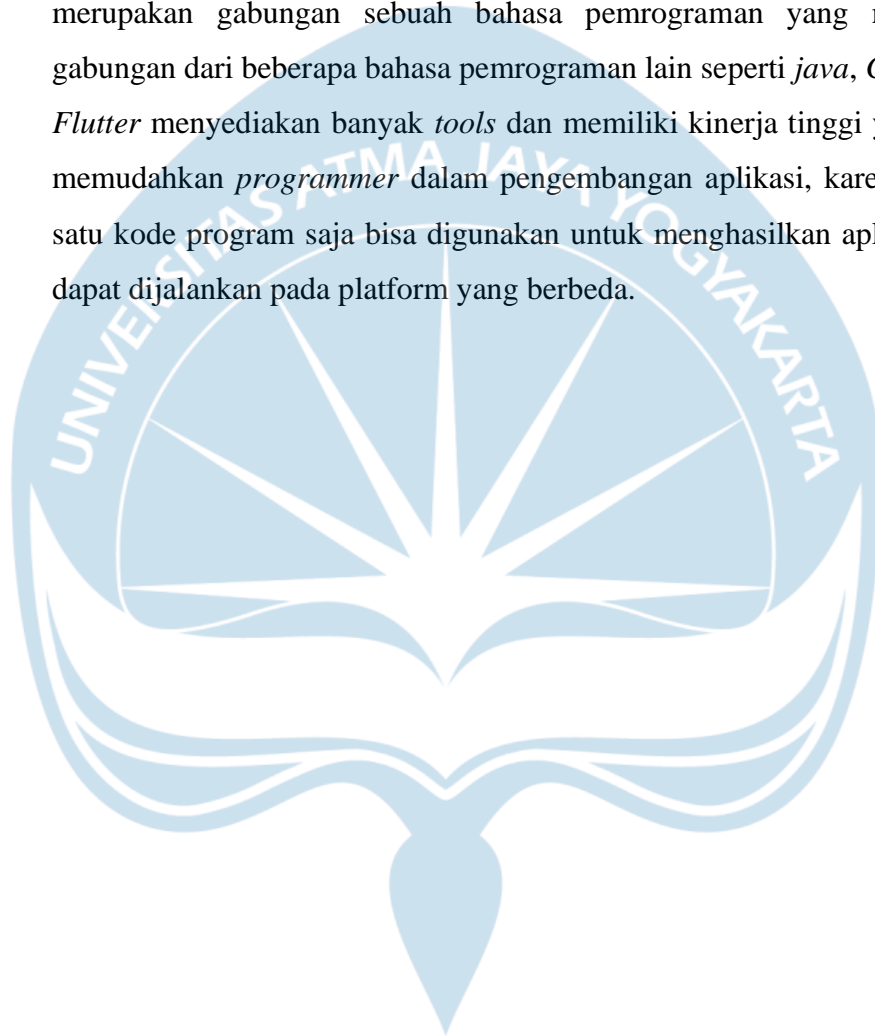 merupakan gabungan sebuah bahasa pemrograman yang
gabungan dari beberapa bahasa pemrograman lain seperti java,
Flutter menyediakan banyak tools dan memiliki kinerja tinggi
memudahkan programmer dalam pengembangan aplikasi,
satu kode program saja bisa digunakan untuk menghasilkan
dapat dijalankan pada platform yang berbeda.
UNIVERSITAS ATMA JAYA YOGYAKARTA